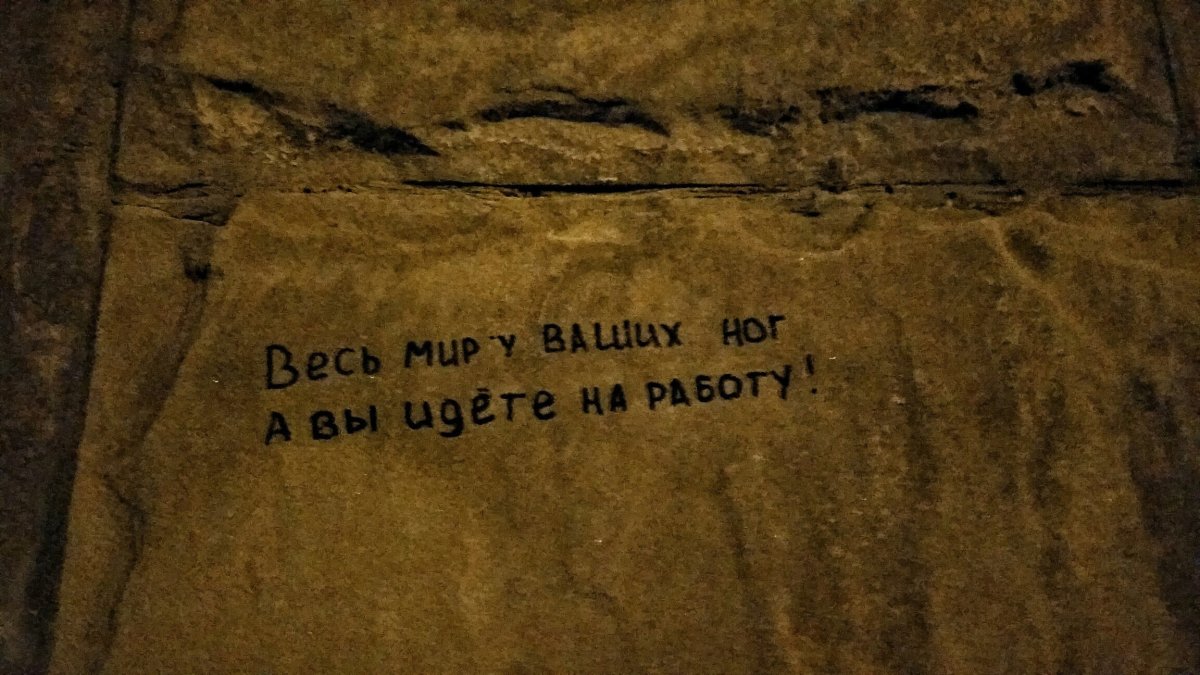 Весь мир у ваших ног
А вы идёте на работу!